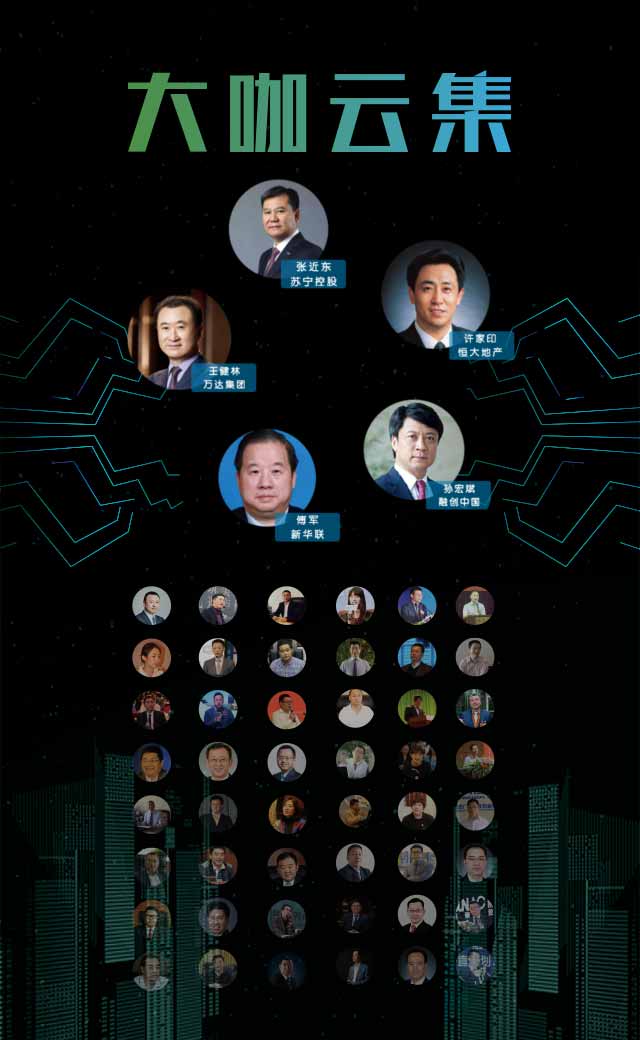 大咖云集
张近东
苏宁控股
许家印
恒大地产
王健林
万达集团
孙宏斌
融创中国
傅军
新华联